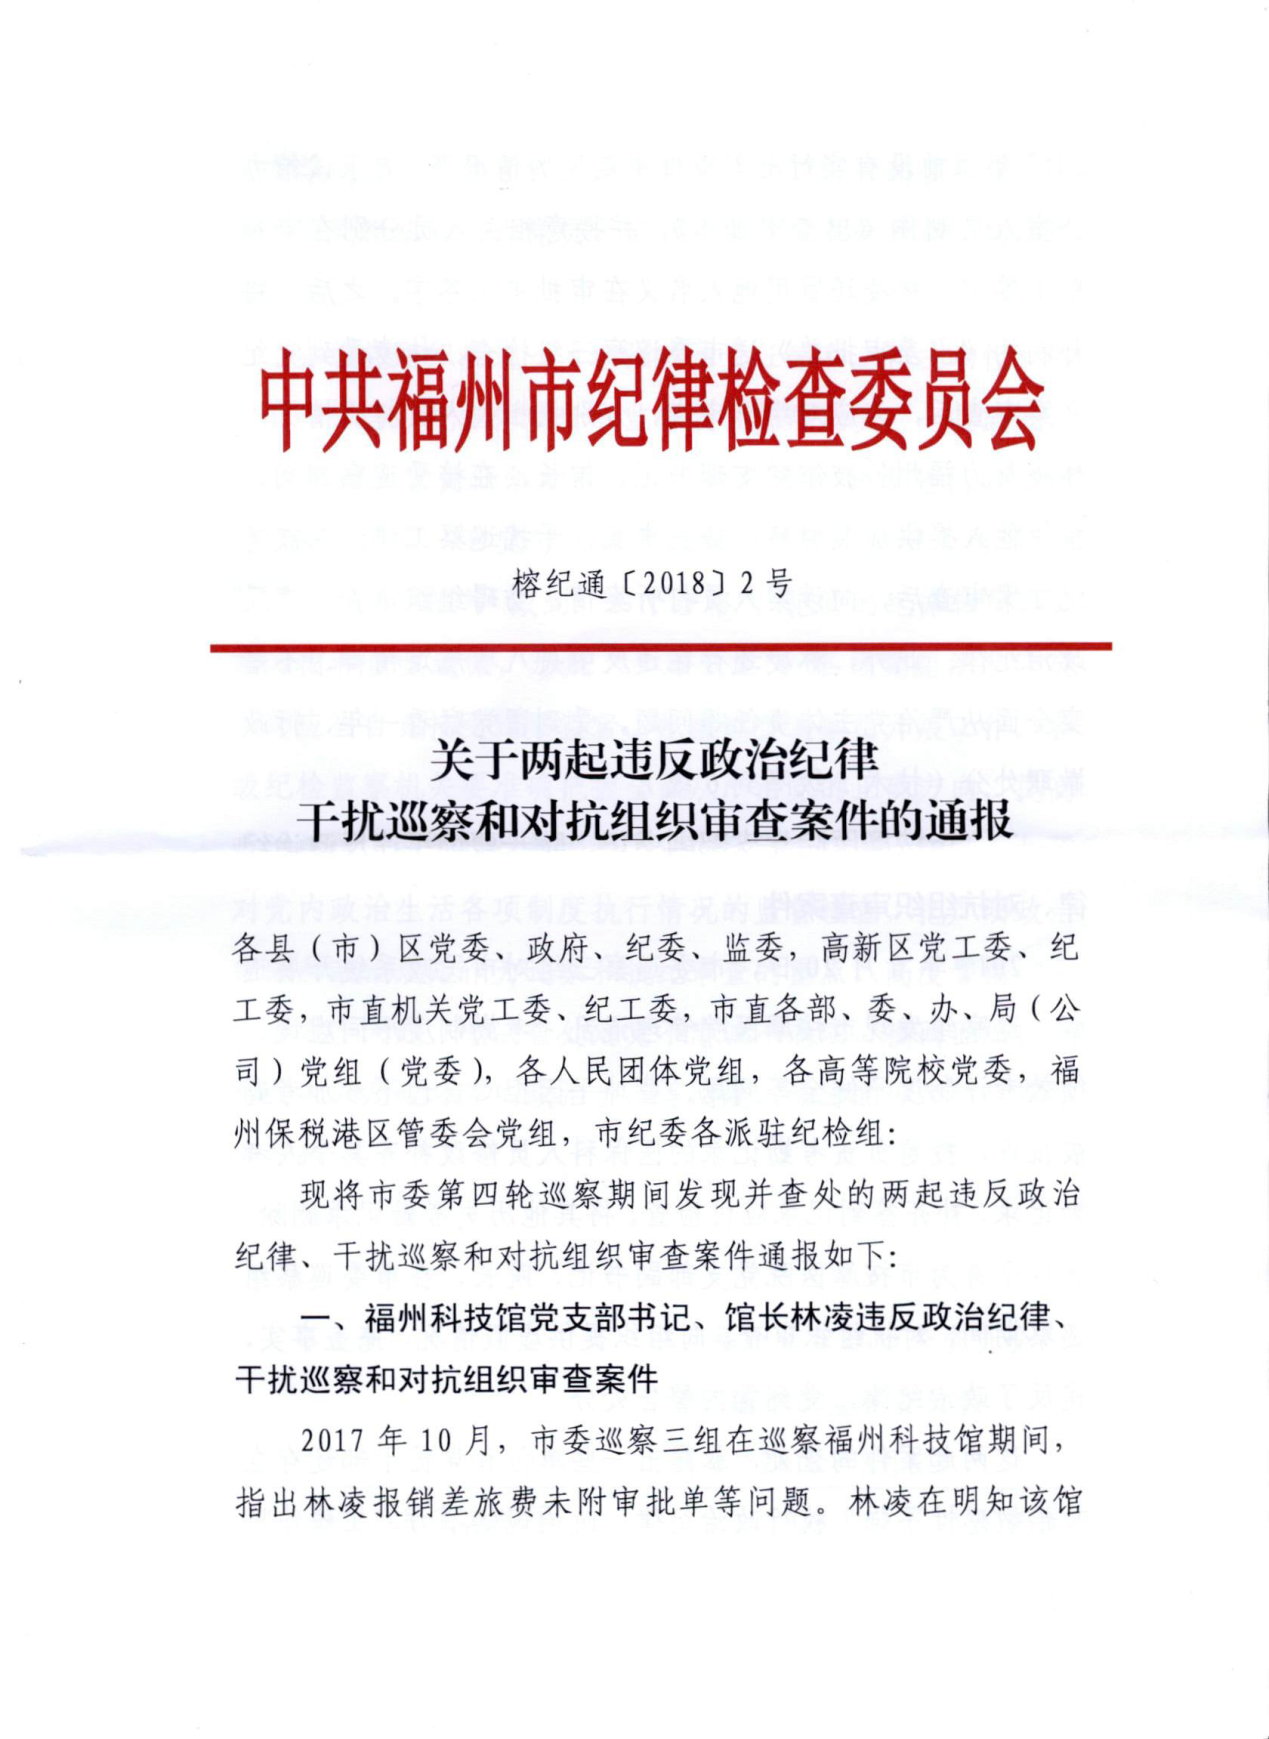 中共福州市纪律检查委员会
榕纪通〔2018〕2号
关于两起违反政治纪律
干扰巡察和对抗组织审查案件的通报
各县（市）区党委、政府、纪委、监委，高新区党工委、纪
工委，市直机关党工委、纪工委，市直各部、委、办、局（公
司）党组（党委），各人民团体党组，各高等院校党委，福
州保税港区管委会党组，市纪委各派驻纪检组：
现将市委第四轮巡察期间发现并查处的两起违反政治
纪律、干扰巡察和对抗组织审查案件通报如下：
一、福州科技馆党支部书记、馆长林凌违反政治纪律、
干扰巡察和对抗组织审查案件
2017年10月，市委巡察三组在巡察福州科技馆期间，
指出林凌报销差旅费未附审批单等问题。林凌在明知该馆